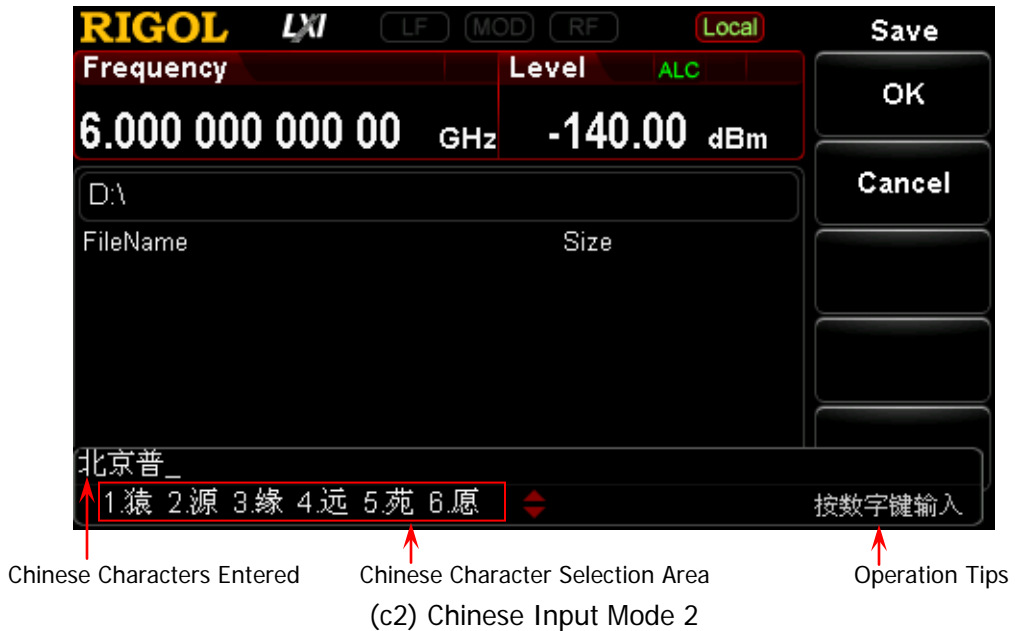 RIGOL LXI LF MOD RF Local Save
Frequency Level ALC
OK
6.000 000 000 00 GHz -140.00 dBm
Cancel
D:\
FileName Size
北京普_
1.猿 2.源 3.缘 4.远 5.苑 6.愿 按数字键输入
Chinese Characters Entered Chinese Character Selection Area Operation Tips
(c2) Chinese Input Mode 2